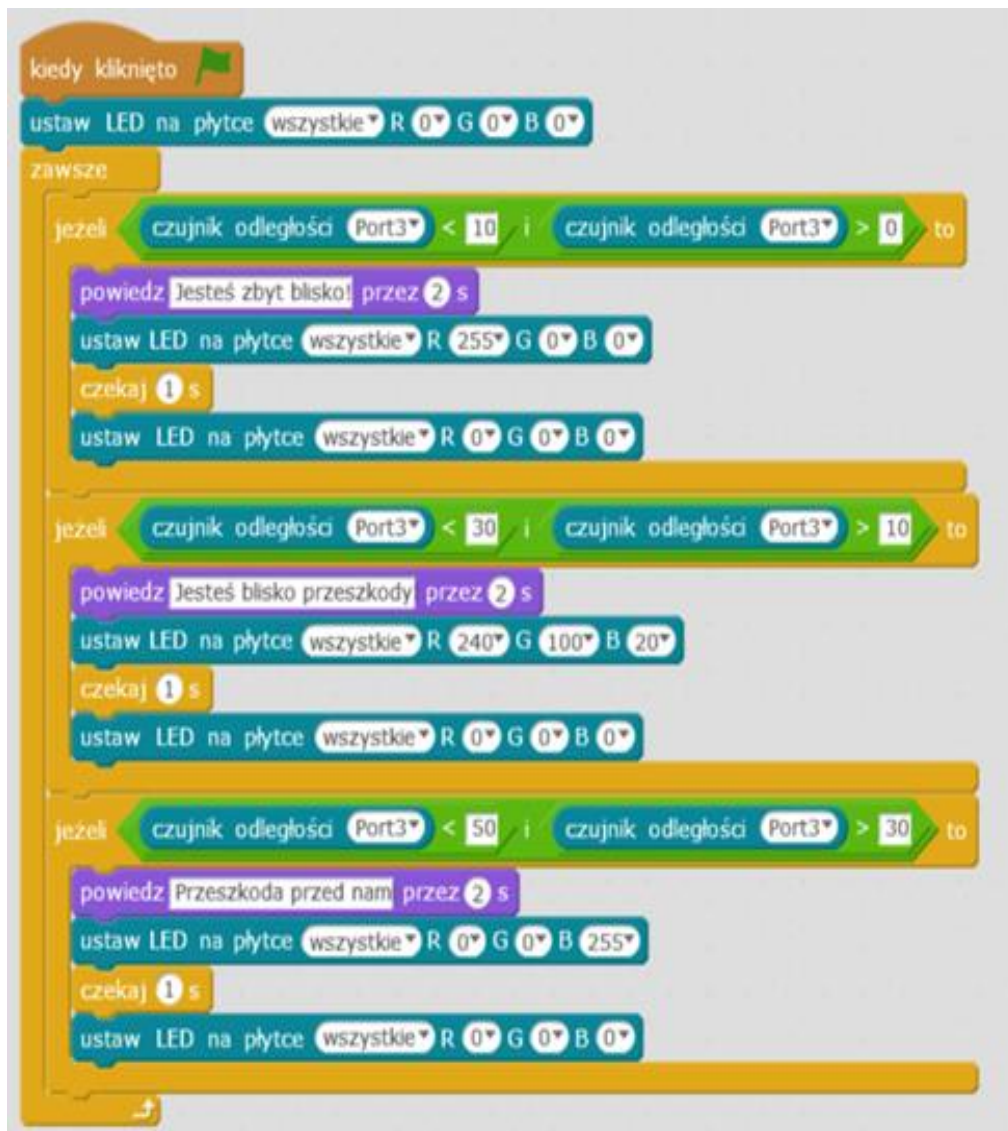 kiedy kliknięto
ustaw LED na płytce wszystkie R 0 G 0 B 0
zawsze
jeżeli czujnik odległości Port3 < 10 i czujnik odległości Port3 > 0 to
powiedz Jesteś zbyt blisko! przez 2 s
ustaw LED na płytce wszystkie R 255 G 0 B 0
czekaj 1 s
ustaw LED na płytce wszystkie R 0 G 0 B 0
jeżeli czujnik odległości Port3 < 30 i czujnik odległości Port3 > 10 to
powiedz Jesteś blisko przeszkody przez 2 s
ustaw LED na płytce wszystkie R 240 G 100 B 20
czekaj 1 s
ustaw LED na płytce wszystkie R 0 G 0 B 0
jeżeli czujnik odległości Port3 < 50 i czujnik odległości Port3 > 30 to
powiedz Przeszkoda przed nam przez 2 s
ustaw LED na płytce wszystkie R 0 G 0 B 255
czekaj 1 s
ustaw LED na płytce wszystkie R 0 G 0 B 0